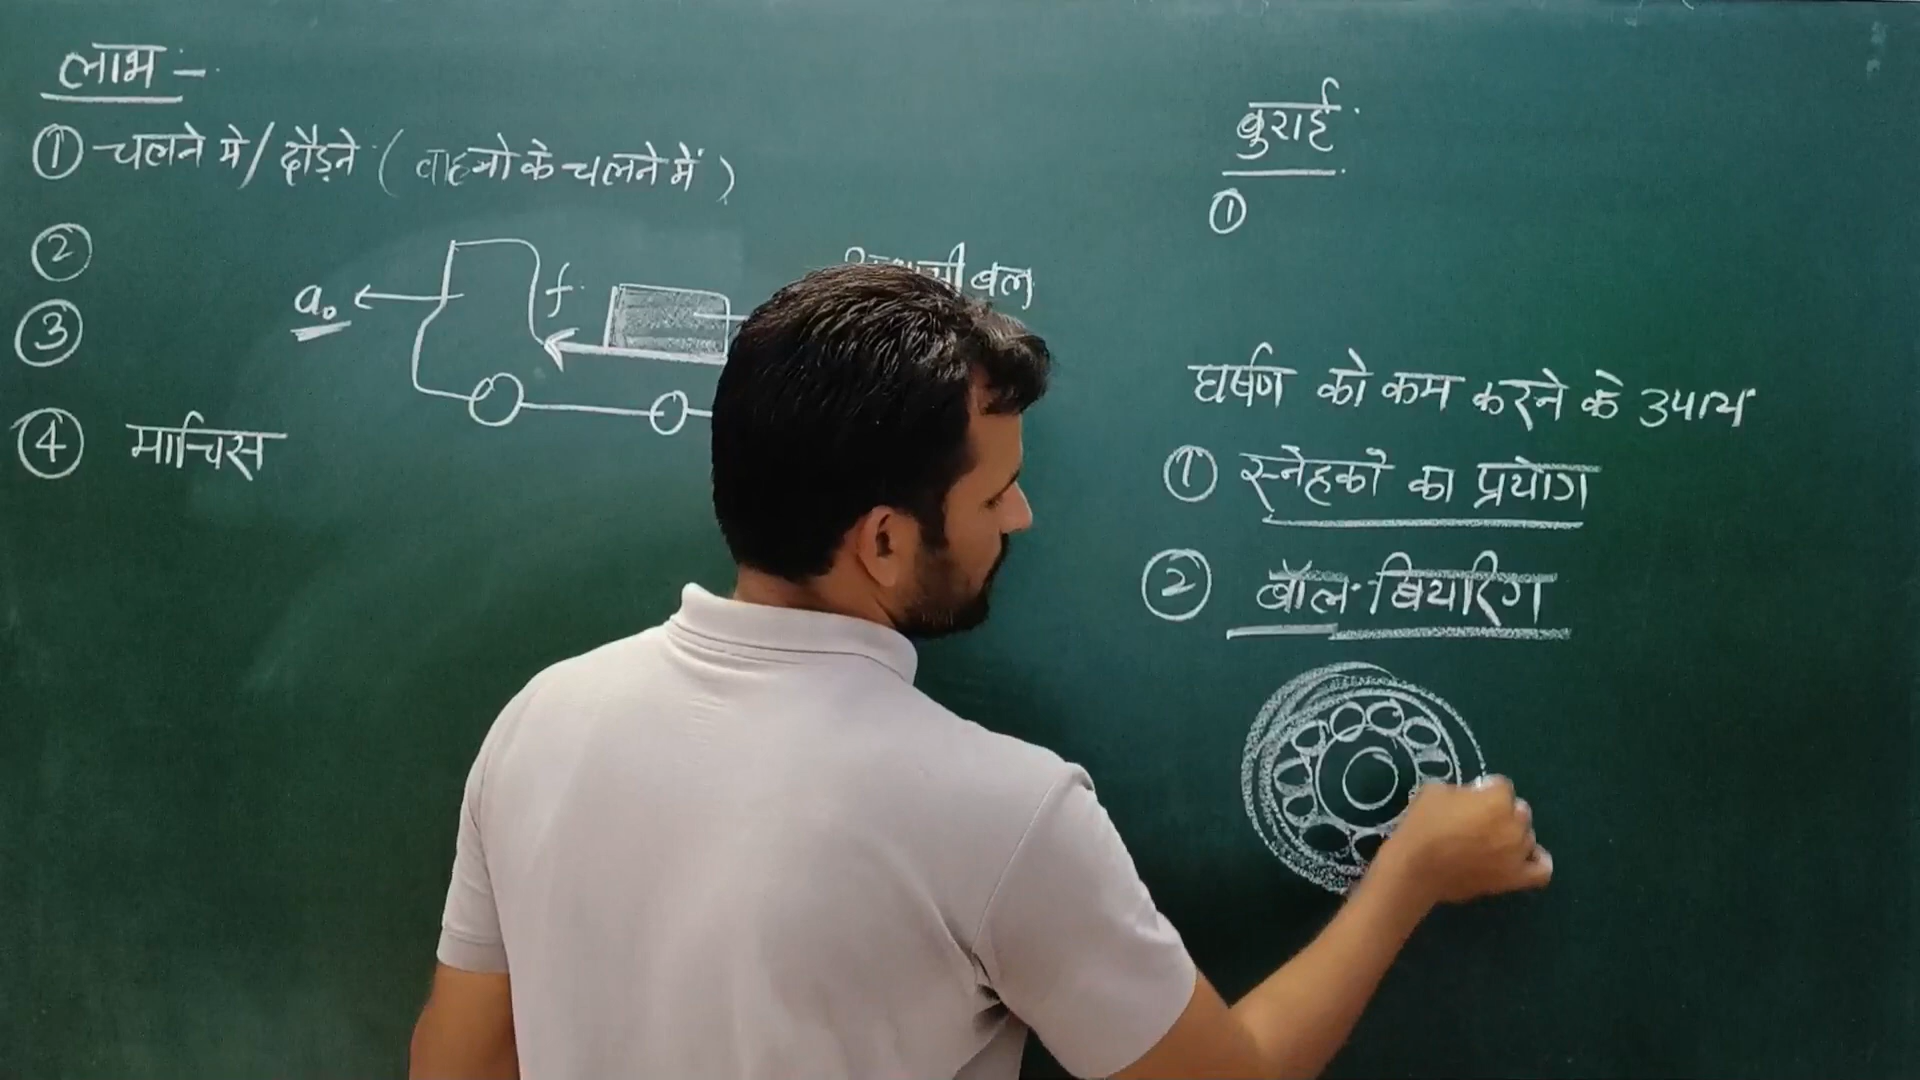 लाभ –
① चलने मे / दौड़ने ( वाहनो के चलने में )
②
③
a₀
f
बल
④ माचिस
बुराई
①
घर्षण को कम करने के उपाय
① स्नेहको का प्रयोग
② बॉल-बियरिंग